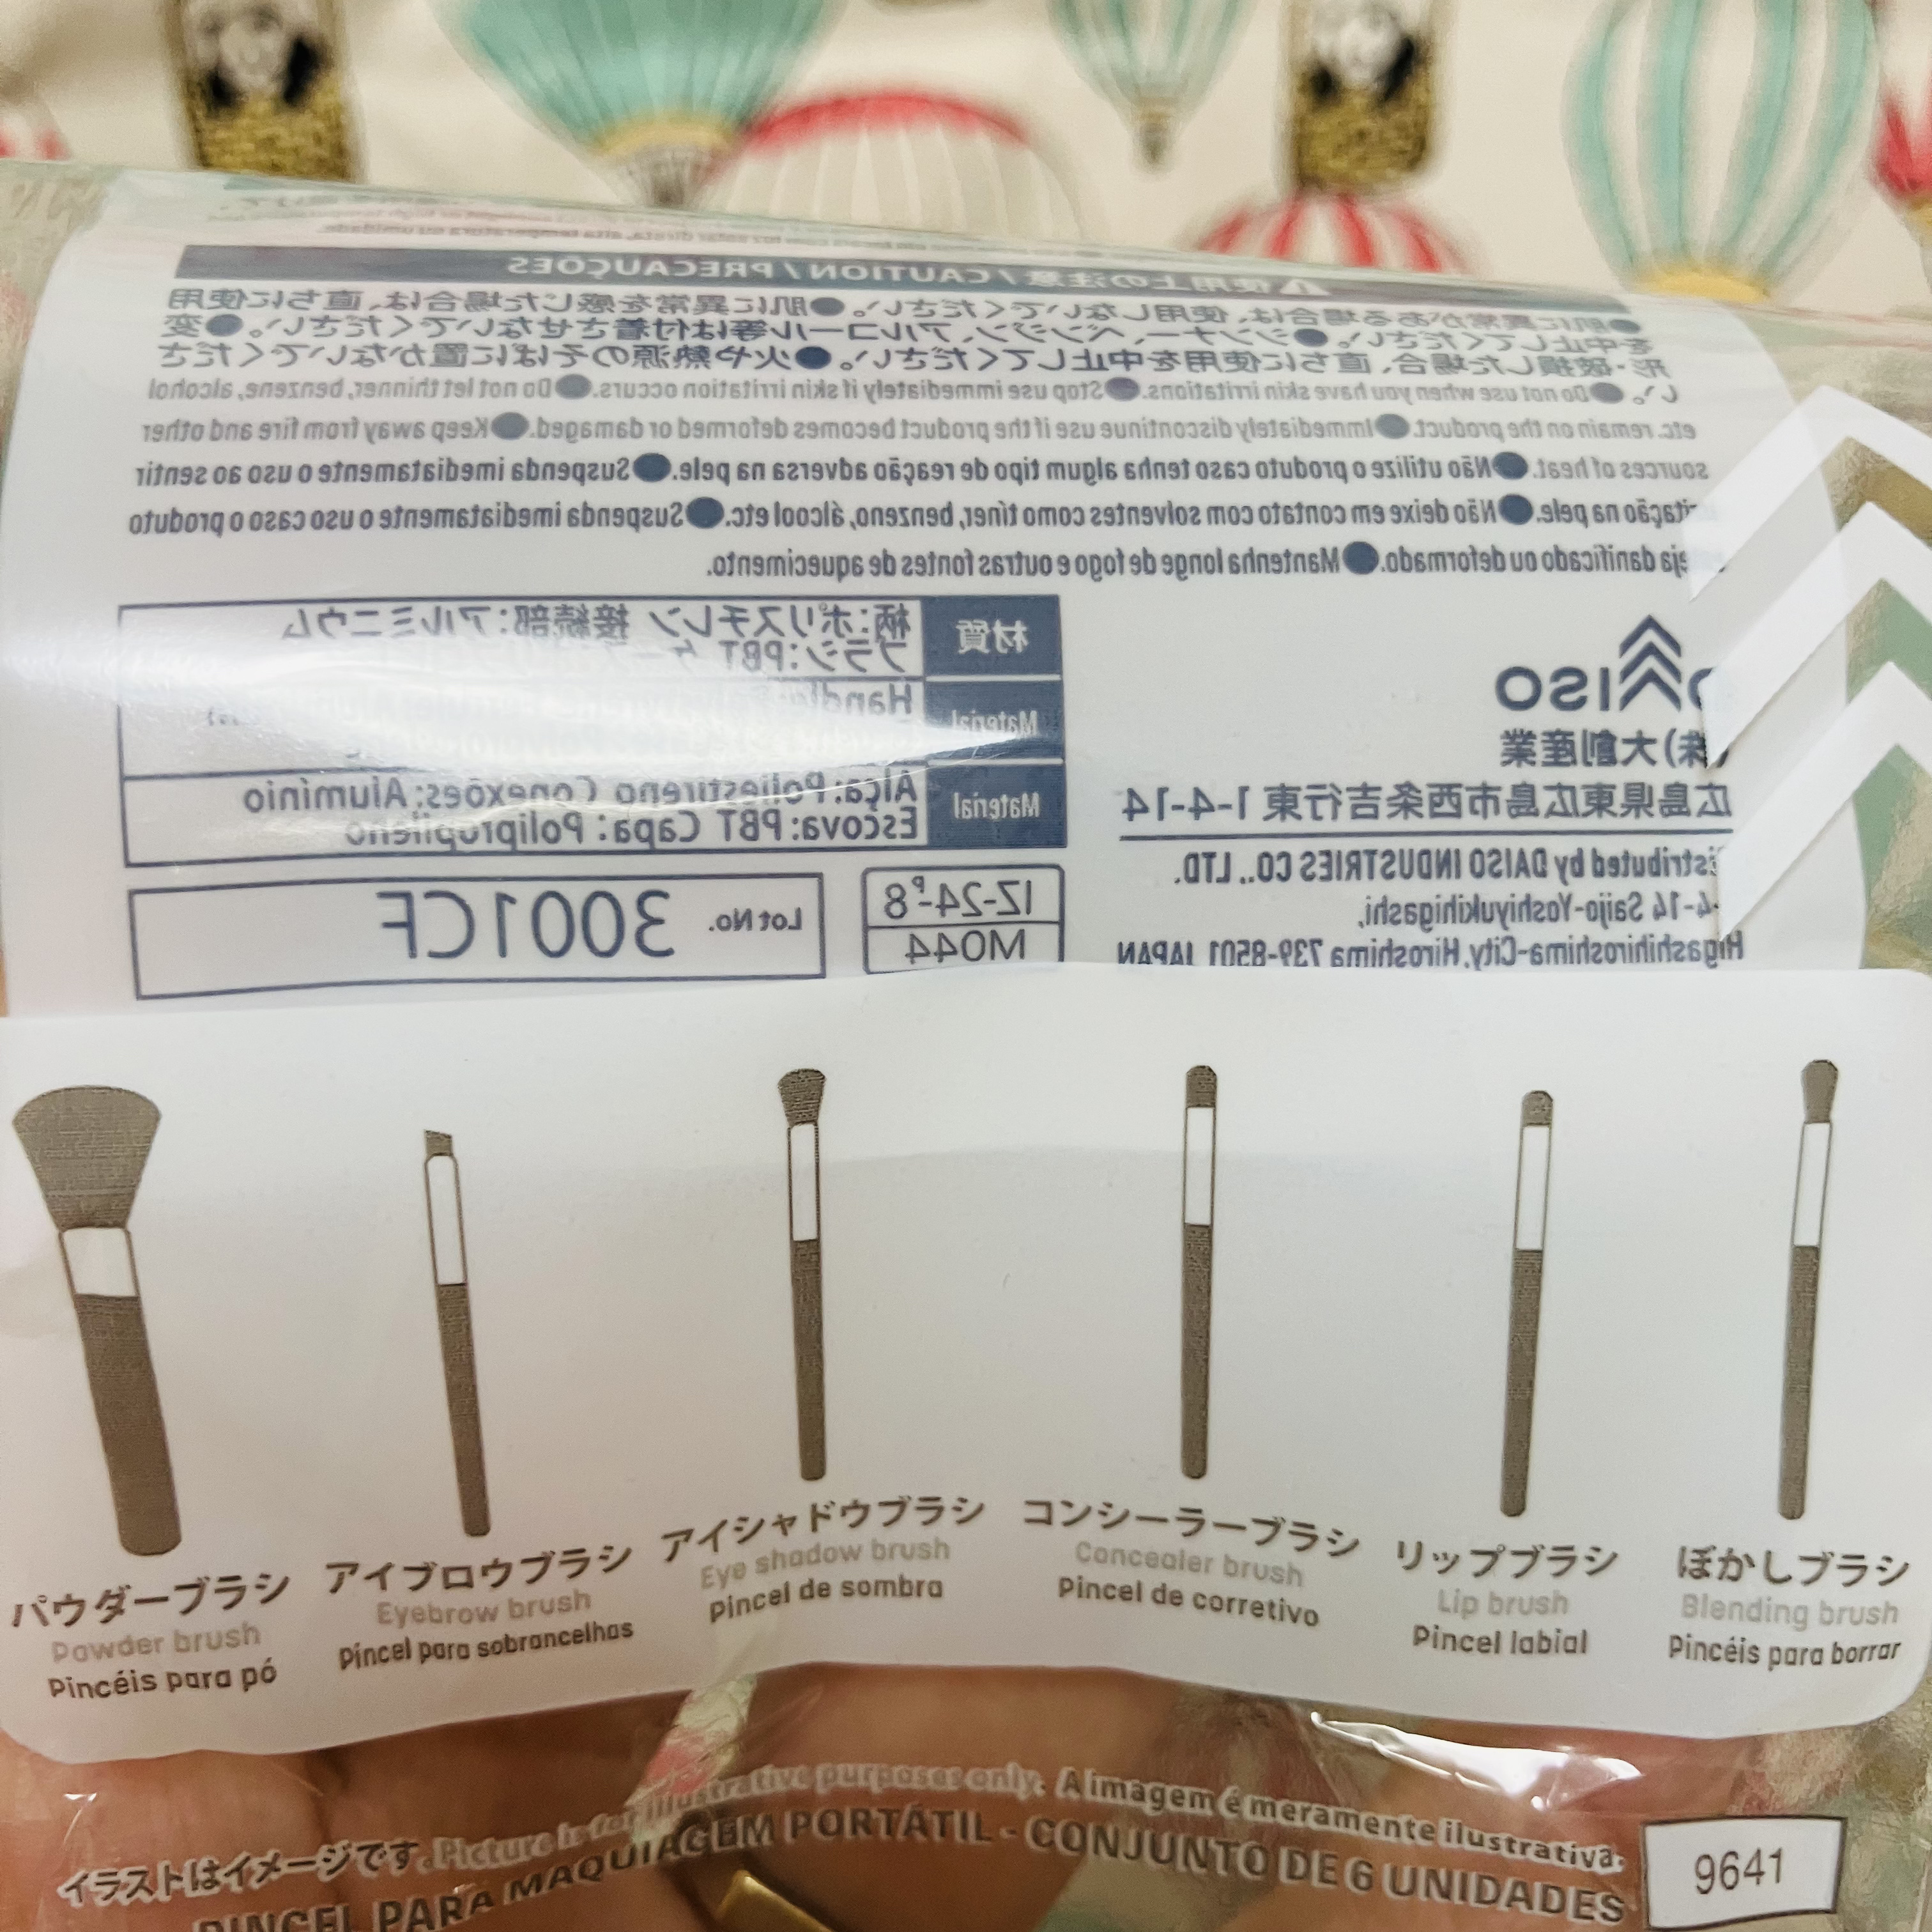 ⚠使用上の注意/CAUTION/PRECAUÇÕES
●肌に異常がある場合は、使用しないでください。●肌に異常を感じた場合は、直ちに使用
を中止してください。●シンナー、ベンジン、アルコール等は付着させないでください。●変
形・破損した場合、直ちに使用を中止してください。●火や熱源のそばに置かないでくださ
い。●Do not use when you have skin irritations.●Stop use immediately if skin irritation occurs.●Do not let thinner, benzene, alcohol
etc. remain on the product.●Immediately discontinue use if the product becomes deformed or damaged.●Keep away from fire and other
sources of heat.●Não utilize o produto caso tenha algum tipo de reação adversa na pele.●Suspenda imediatamente o uso ao sentir
irritação na pele.●Não deixe em contato com solventes como tíner, benzeno, álcool etc.●Suspenda imediatamente o uso caso o produto
danificado ou deformado.●Mantenha longe de fogo e outras fontes de aquecimento.
材質
柄:ポリスチレン 接続部:アルミニウム
ブラシ:PBT
Material
Material
Alça:Poliestireno Conexões:Alumínio
Escova:PBT Capa:Polipropileno
DAISO
(株)大創産業
広島県東広島市西条吉行東 1-4-14
Distributed by DAISO INDUSTRIES CO., LTD.
1-4-14 Saijo-Yoshiyukihigashi,
Higashihiroshima-City, Hiroshima 739-8501 JAPAN
IZ-24-P8
M044
Lot No. 3001CF
パウダーブラシ
Powder brush
Pincéis para pó
アイブロウブラシ
Eyebrow brush
Pincel para sobrancelhas
アイシャドウブラシ
Eye shadow brush
Pincel de sombra
コンシーラーブラシ
Concealer brush
Pincel de corretivo
リップブラシ
Lip brush
Pincel labial
ぼかしブラシ
Blending brush
Pincéis para borrar
イラストはイメージです。Picture is for illustrative purposes only. A imagem é meramente ilustrativa.
PINCEL PARA MAQUIAGEM PORTÁTIL - CONJUNTO DE 6 UNIDADES
9641